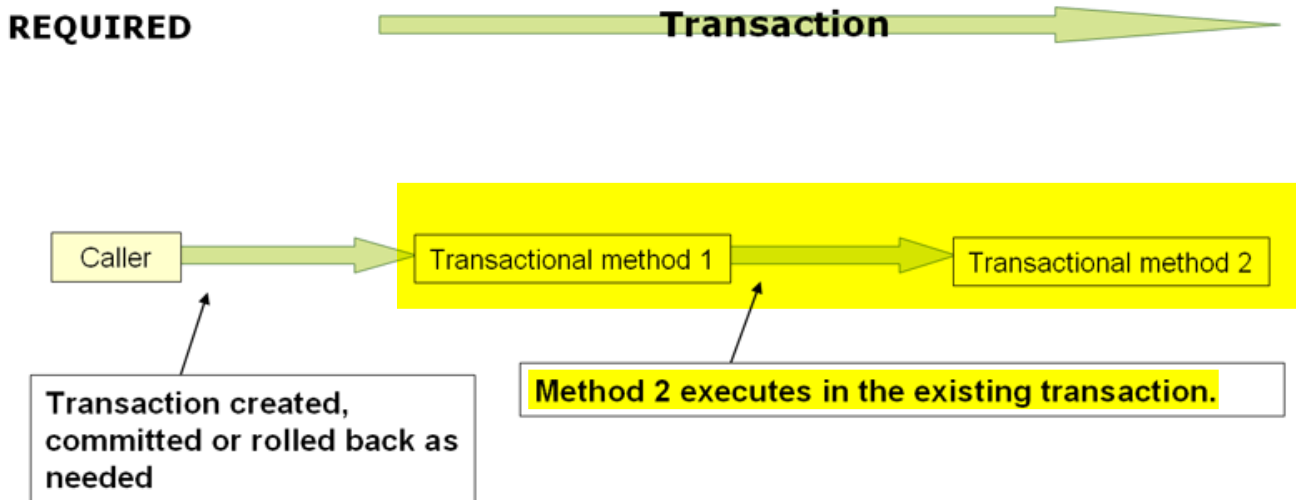 REQUIRED
Transaction
Caller
Transactional method 1
Transactional method 2
Transaction created,
committed or rolled back as
needed
Method 2 executes in the existing transaction.